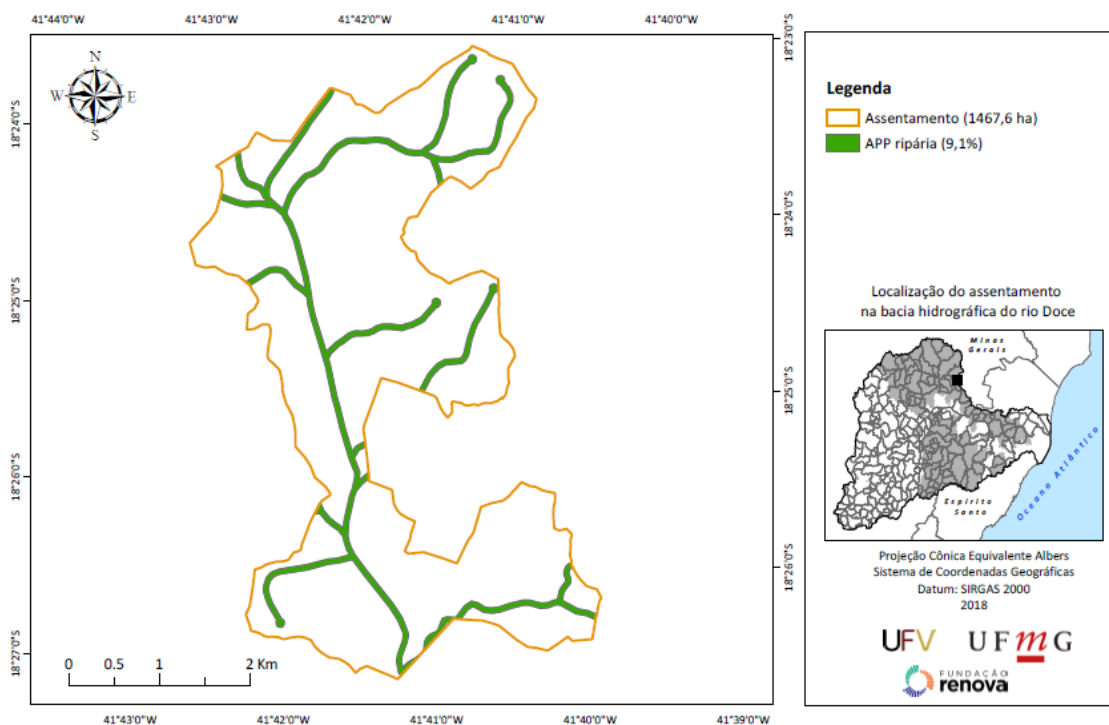 41°44'0"W 41°43'0"W 41°42'0"W 41°41'0"W 41°40'0"W
18°23'0"S
18°24'0"S
18°24'0"S
18°25'0"S
18°25'0"S
18°26'0"S
18°26'0"S
18°27'0"S
N
W E
S
0 0.5 1 2 Km
41°43'0"W 41°42'0"W 41°41'0"W 41°40'0"W 41°39'0"W
Legenda
Assentamento (1467,6 ha)
APP ripária (9,1%)
Localização do assentamento
na bacia hidrográfica do rio Doce
Minas
Gerais
Espírito
Santo
Oceano Atlântico
Projeção Cônica Equivalente Albers
Sistema de Coordenadas Geográficas
Datum: SIRGAS 2000
2018
UFV UFmG
FUNDAÇÃO
renova